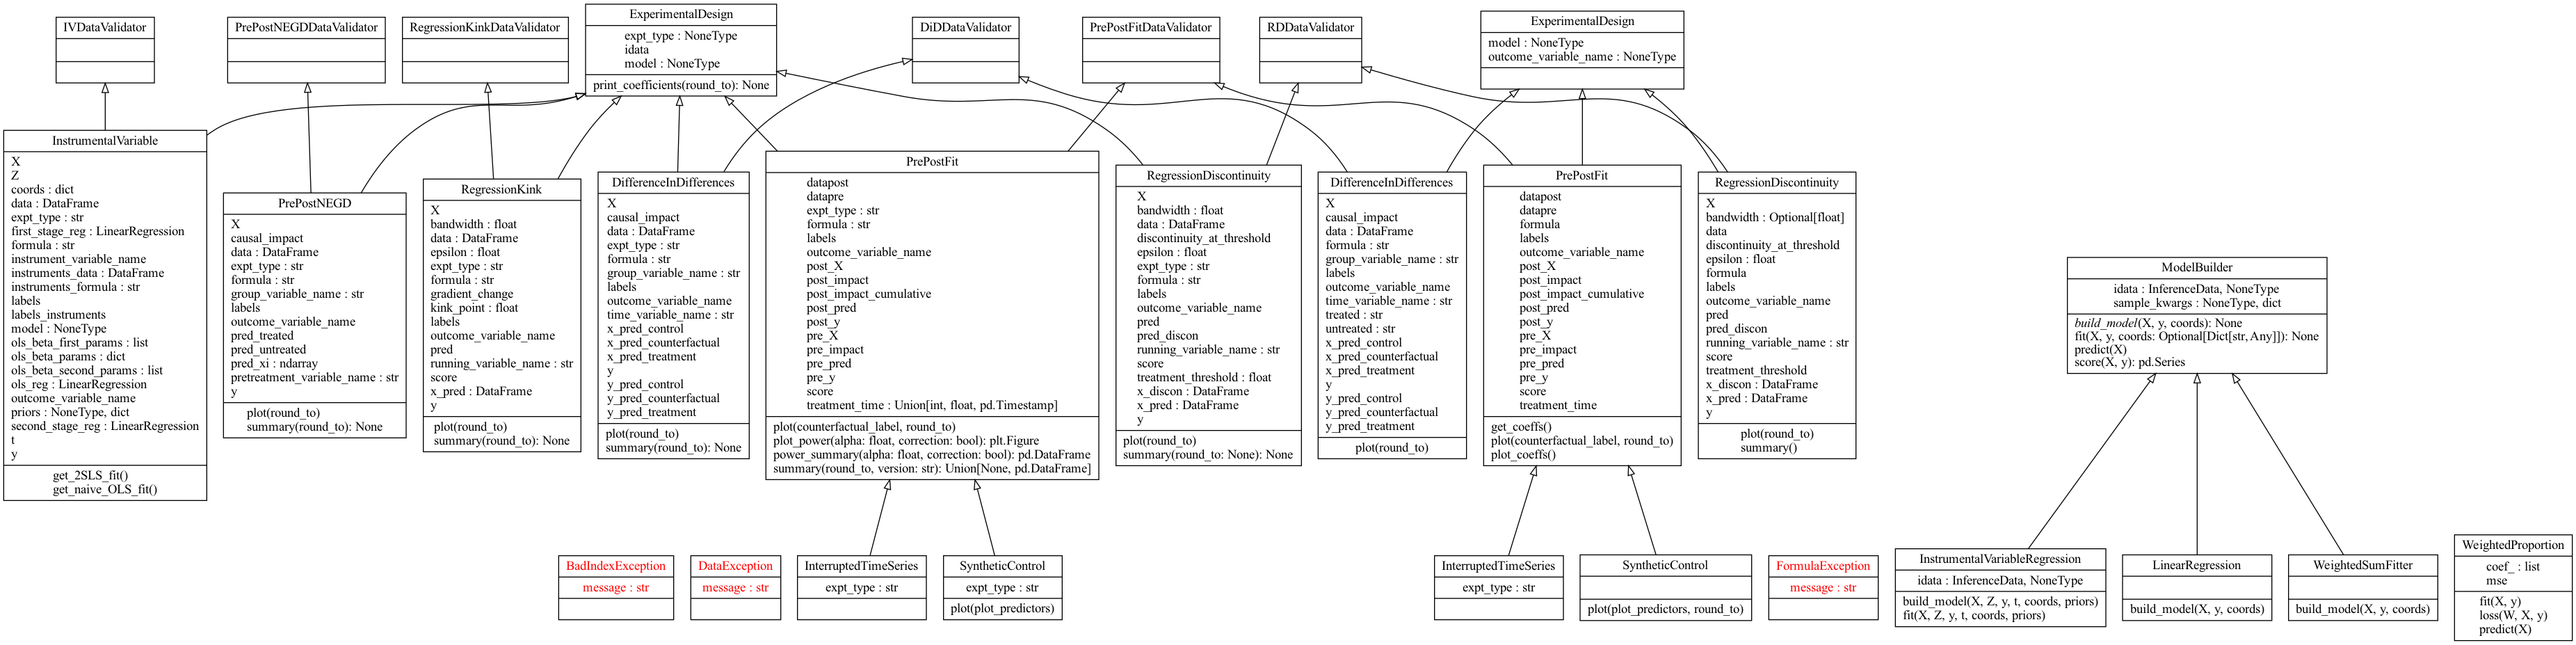 IVDataValidator
PrePostNEGDDataValidator
RegressionKinkDataValidator
ExperimentalDesign
expt_type : NoneType
idata
model : NoneType
print_coefficients(round_to): None
DiDDataValidator
PrePostFitDataValidator
RDDataValidator
ExperimentalDesign
model : NoneType
outcome_variable_name : NoneType
InstrumentalVariable
X
Z
coords : dict
data : DataFrame
expt_type : str
first_stage_reg : LinearRegression
formula : str
instrument_variable_name
instruments_data : DataFrame
instruments_formula : str
labels
labels_instruments
model : NoneType
ols_beta_first_params : list
ols_beta_params : dict
ols_beta_second_params : list
ols_reg : LinearRegression
outcome_variable_name
priors : NoneType, dict
second_stage_reg : LinearRegression
t
y
get_2SLS_fit()
get_naive_OLS_fit()
PrePostNEGD
X
causal_impact
data : DataFrame
expt_type : str
formula : str
group_variable_name : str
labels
outcome_variable_name
pred_treated
pred_untreated
pred_xi : ndarray
pretreatment_variable_name : str
y
plot(round_to)
summary(round_to): None
RegressionKink
X
bandwidth : float
data : DataFrame
epsilon : float
expt_type : str
formula : str
gradient_change
kink_point : float
labels
outcome_variable_name
pred
running_variable_name : str
score
x_pred : DataFrame
y
plot(round_to)
summary(round_to): None
DifferenceInDifferences
X
causal_impact
data : DataFrame
expt_type : str
formula : str
group_variable_name : str
labels
outcome_variable_name
time_variable_name : str
x_pred_control
x_pred_counterfactual
x_pred_treatment
y
y_pred_control
y_pred_counterfactual
y_pred_treatment
plot(round_to)
summary(round_to): None
PrePostFit
datapost
datapre
expt_type : str
formula : str
labels
outcome_variable_name
post_X
post_impact
post_impact_cumulative
post_pred
post_y
pre_X
pre_impact
pre_pred
pre_y
score
treatment_time : Union[int, float, pd.Timestamp]
plot(counterfactual_label, round_to)
plot_power(alpha: float, correction: bool): plt.Figure
power_summary(alpha: float, correction: bool): pd.DataFrame
summary(round_to, version: str): Union[None, pd.DataFrame]
RegressionDiscontinuity
X
bandwidth : float
data : DataFrame
discontinuity_at_threshold
epsilon : float
expt_type : str
formula : str
labels
outcome_variable_name
pred
pred_discon
running_variable_name : str
score
treatment_threshold : float
x_discon : DataFrame
x_pred : DataFrame
y
plot(round_to)
summary(round_to: None): None
DifferenceInDifferences
X
causal_impact
data : DataFrame
formula : str
group_variable_name : str
labels
outcome_variable_name
time_variable_name : str
treated : str
untreated : str
x_pred_control
x_pred_counterfactual
x_pred_treatment
y
y_pred_control
y_pred_counterfactual
y_pred_treatment
plot(round_to)
PrePostFit
datapost
datapre
formula
labels
outcome_variable_name
post_X
post_impact
post_impact_cumulative
post_pred
post_y
pre_X
pre_impact
pre_pred
pre_y
score
treatment_time
get_coeffs()
plot(counterfactual_label, round_to)
plot_coeffs()
RegressionDiscontinuity
X
bandwidth : Optional[float]
data
discontinuity_at_threshold
epsilon : float
formula
labels
outcome_variable_name
pred
pred_discon
running_variable_name : str
score
treatment_threshold
x_discon : DataFrame
x_pred : DataFrame
y
plot(round_to)
summary()
ModelBuilder
idata : InferenceData, NoneType
sample_kwargs : NoneType, dict
build_model(X, y, coords): None
fit(X, y, coords: Optional[Dict[str, Any]]): None
predict(X)
score(X, y): pd.Series
BadIndexException
message : str
DataException
message : str
InterruptedTimeSeries
expt_type : str
SyntheticControl
expt_type : str
plot(plot_predictors)
InterruptedTimeSeries
expt_type : str
SyntheticControl
plot(plot_predictors, round_to)
FormulaException
message : str
InstrumentalVariableRegression
idata : InferenceData, NoneType
build_model(X, Z, y, t, coords, priors)
fit(X, Z, y, t, coords, priors)
LinearRegression
build_model(X, y, coords)
WeightedSumFitter
build_model(X, y, coords)
WeightedProportion
coef_ : list
mse
fit(X, y)
loss(W, X, y)
predict(X)